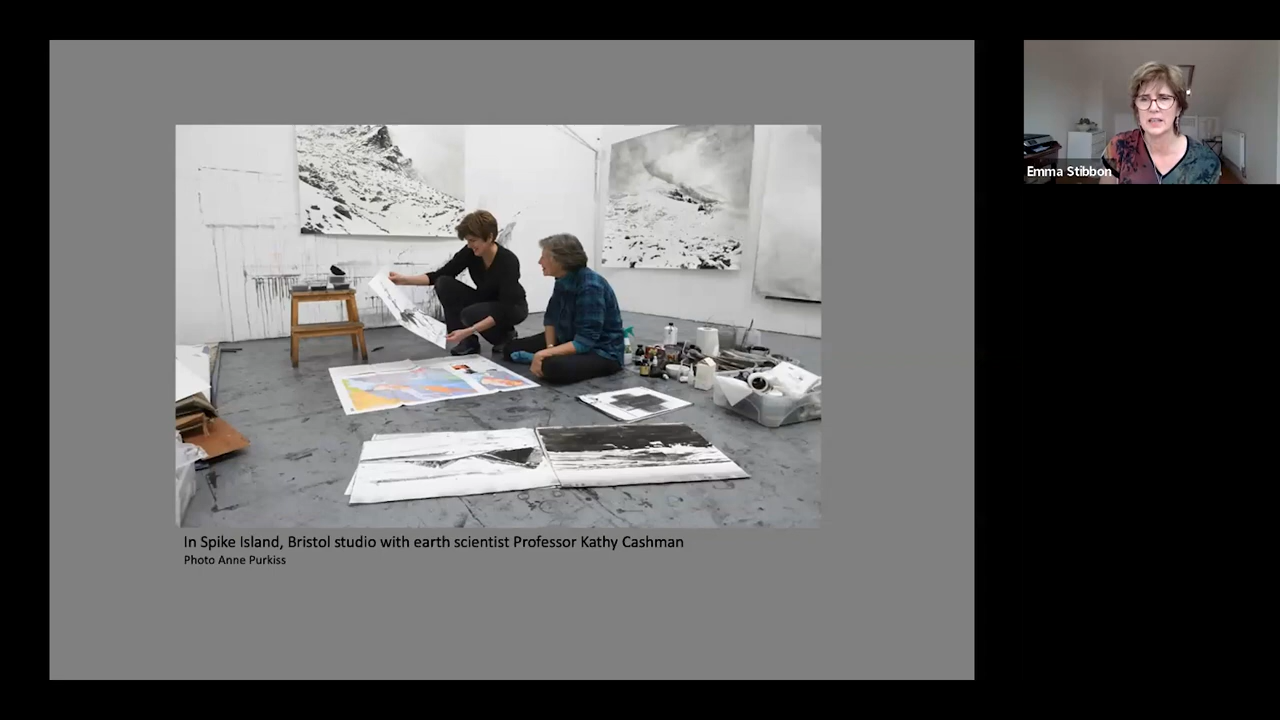 Emma Stibbon
In Spike Island, Bristol studio with earth scientist Professor Kathy Cashman
Photo Anne Purkiss